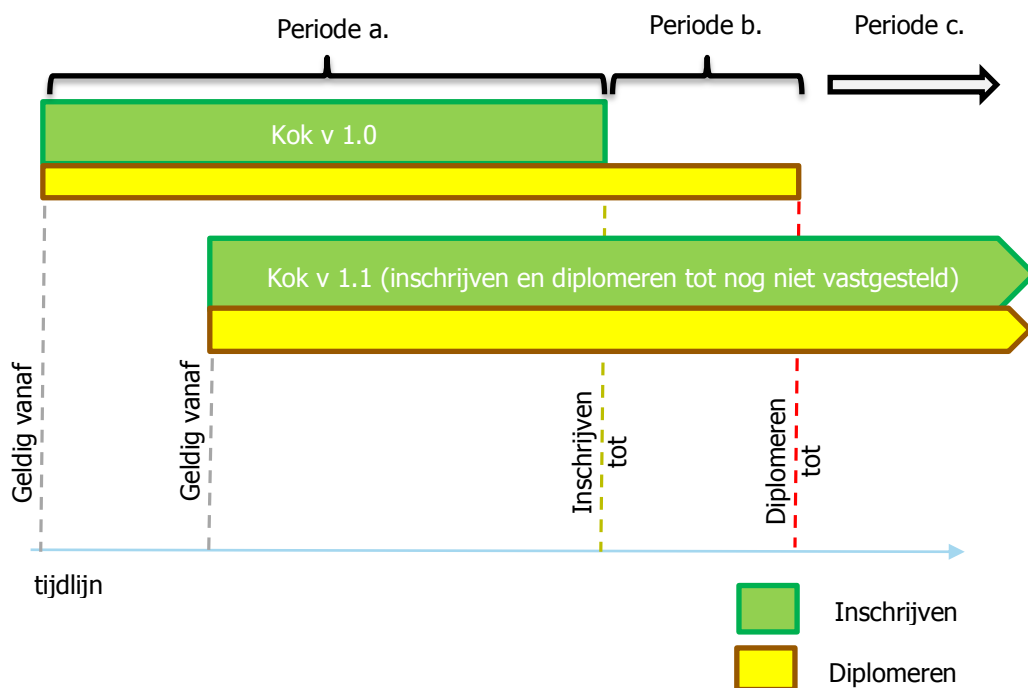 Periode a.
Periode b.
Periode c.
Kok v 1.0
Kok v 1.1 (inschrijven en diplomeren tot nog niet vastgesteld)
Geldig vanaf
Geldig vanaf
Inschrijven
tot
Diplomeren
tot
tijdlijn
Inschrijven
Diplomeren